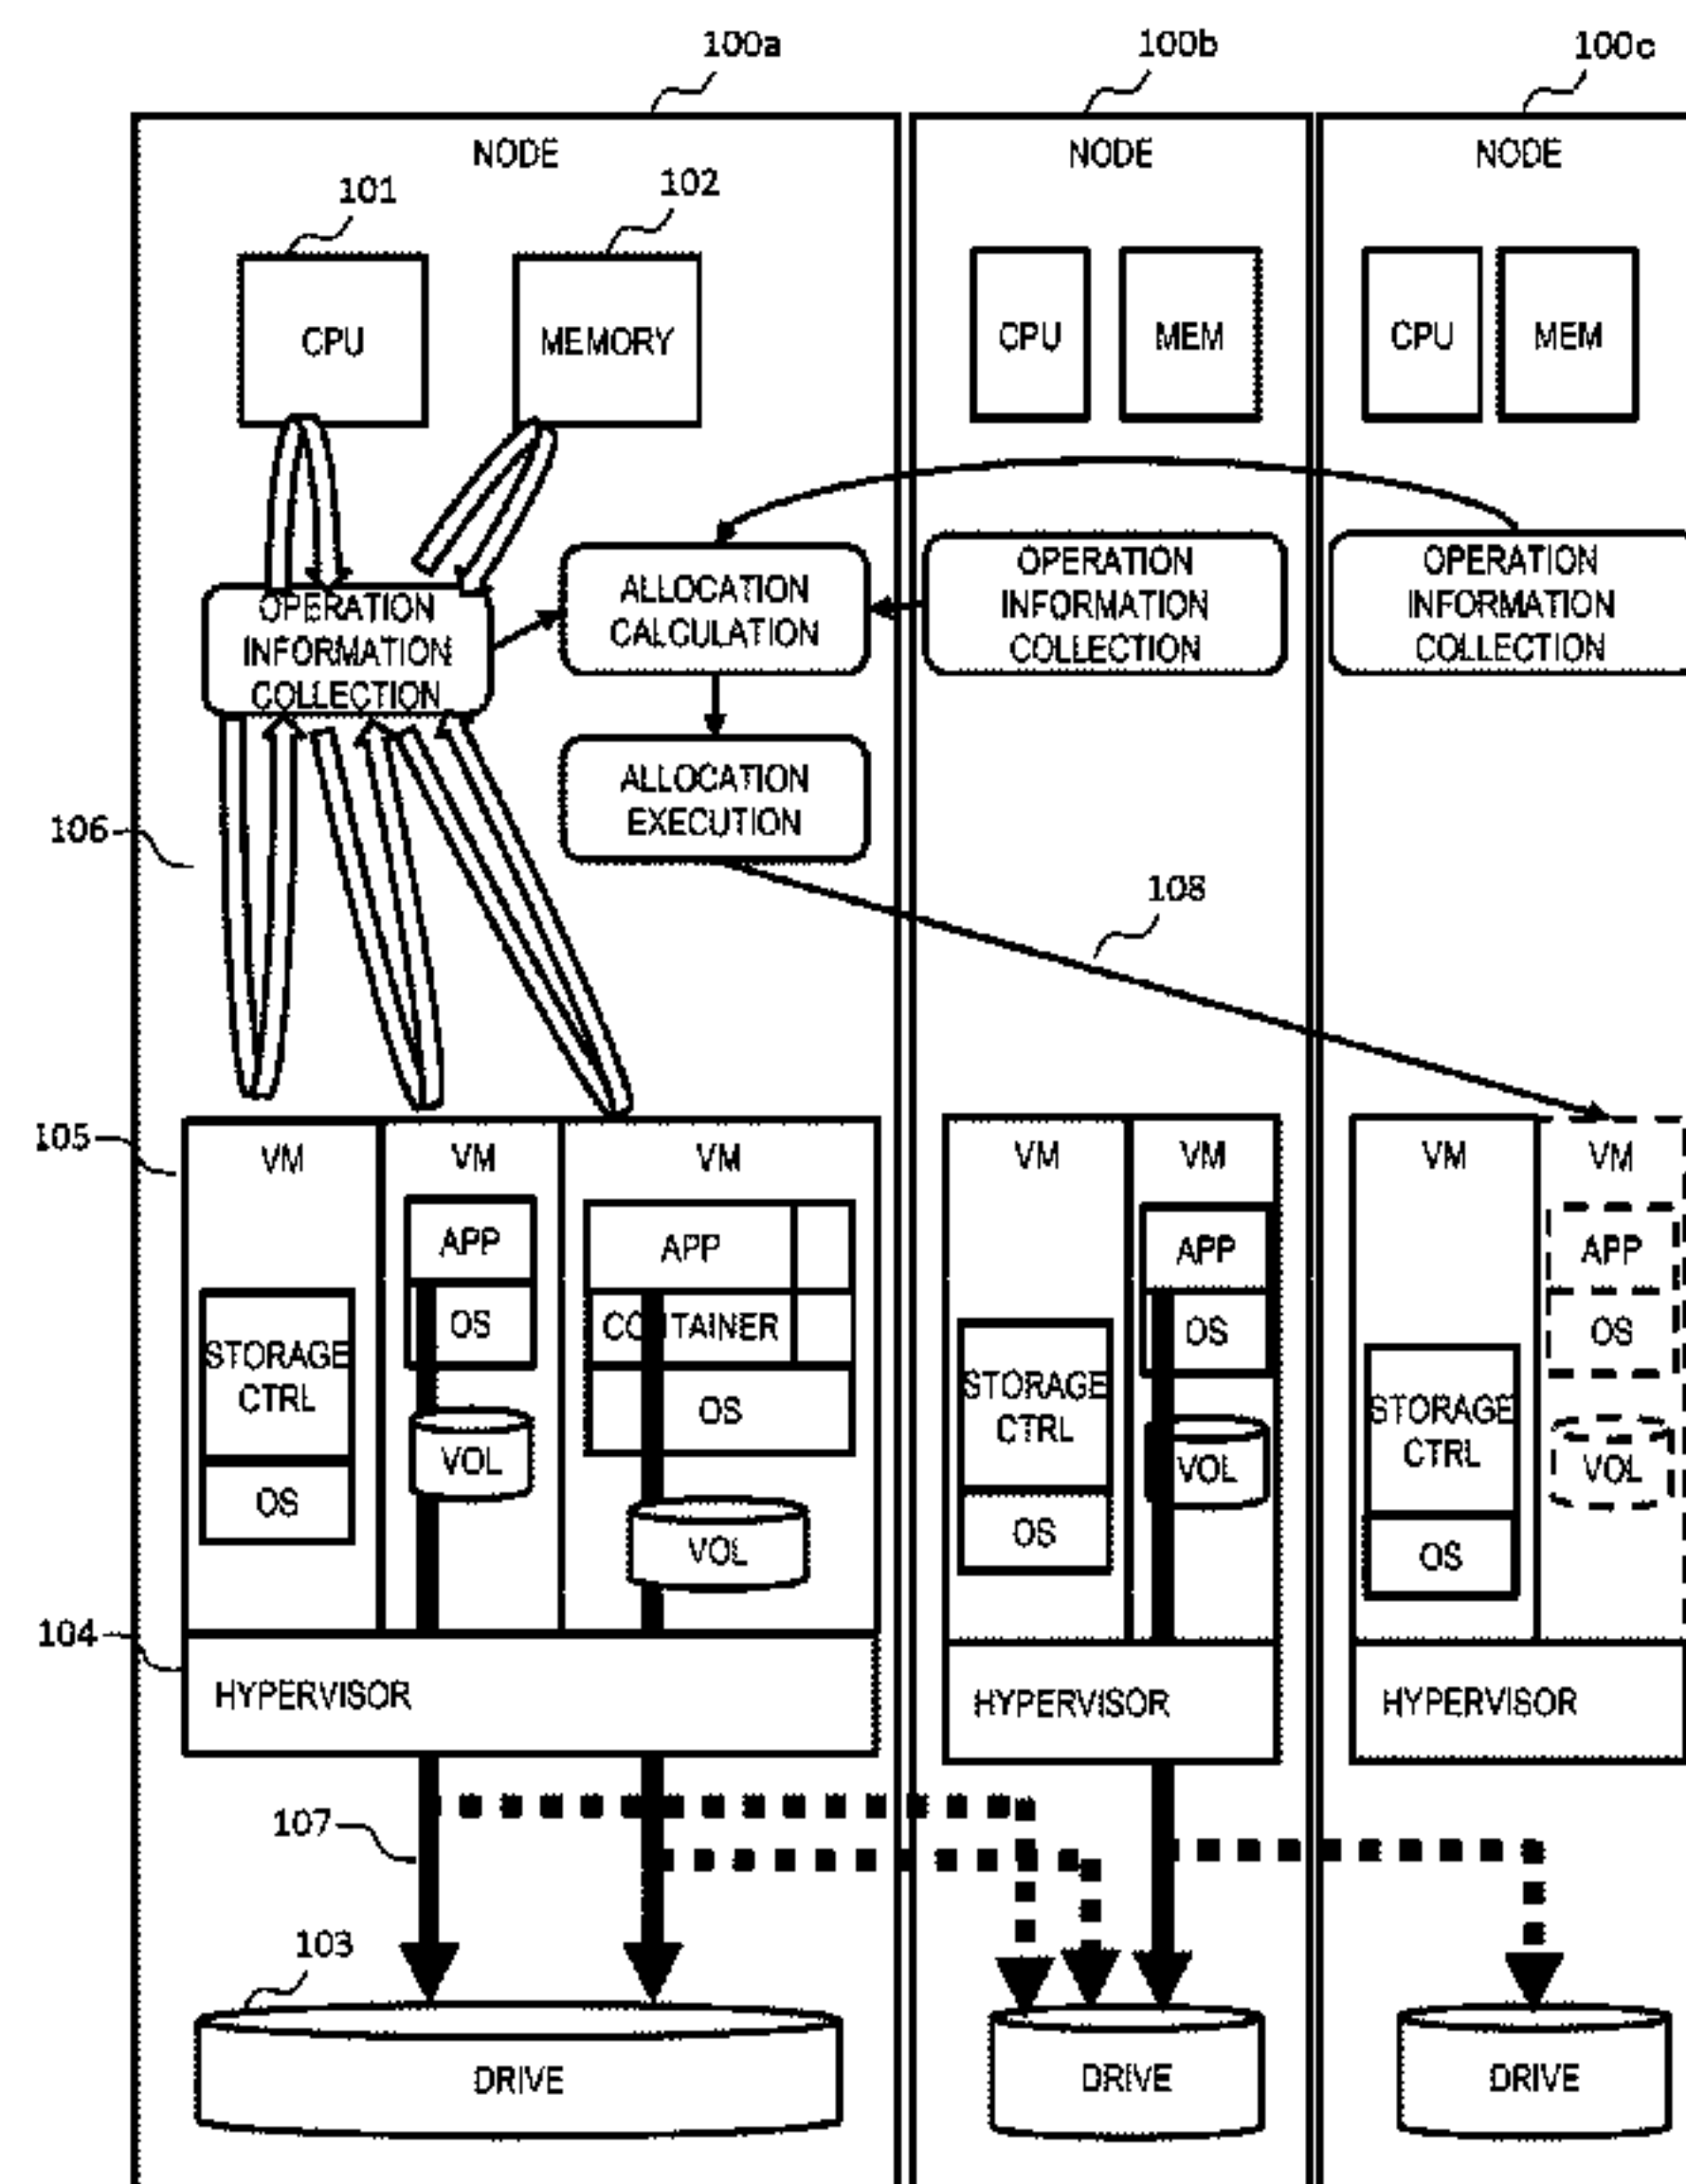 100a
100b
100c
NODE
NODE
NODE
101
102
CPU
MEMORY
CPU
MEM
CPU
MEM
OPERATION
INFORMATION
COLLECTION
ALLOCATION
CALCULATION
OPERATION
INFORMATION
COLLECTION
OPERATION
INFORMATION
COLLECTION
ALLOCATION
EXECUTION
106
108
105
VM
VM
VM
VM
VM
VM
VM
APP
OS
APP
CONTAINER
OS
STORAGE
CTRL
OS
VOL
VOL
APP
OS
STORAGE
CTRL
OS
VOL
APP
OS
STORAGE
CTRL
OS
VOL
104
HYPERVISOR
HYPERVISOR
HYPERVISOR
107
103
DRIVE
DRIVE
DRIVE